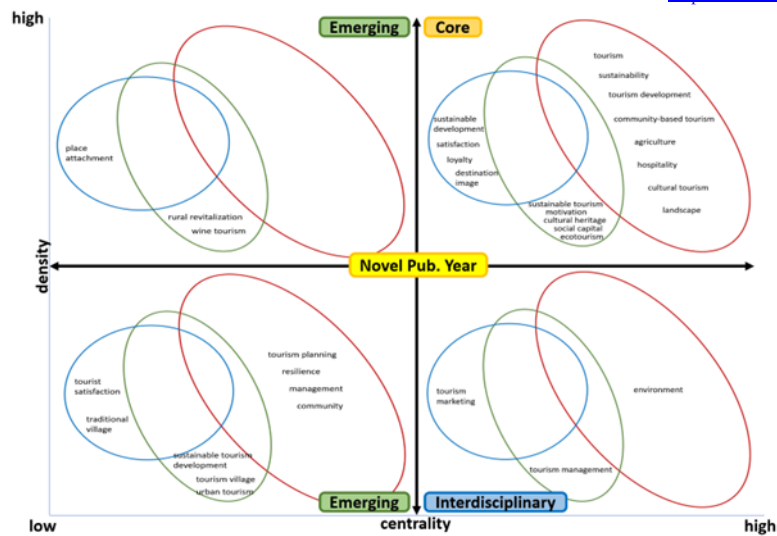 high
Emerging
Core
place
attachment
rural revitalization
wine tourism
tourism
sustainability
tourism development
community-based tourism
agriculture
hospitality
cultural tourism
landscape
sustainable
development
satisfaction
loyalty
destination
image
sustainable tourism
motivation
cultural heritage
social capital
ecotourism
density
Novel Pub. Year
tourist
satisfaction
traditional
village
tourism planning
resilience
management
community
sustainable tourism
development
tourism village
urban tourism
tourism
marketing
environment
tourism management
Emerging
Interdisciplinary
low
centrality
high